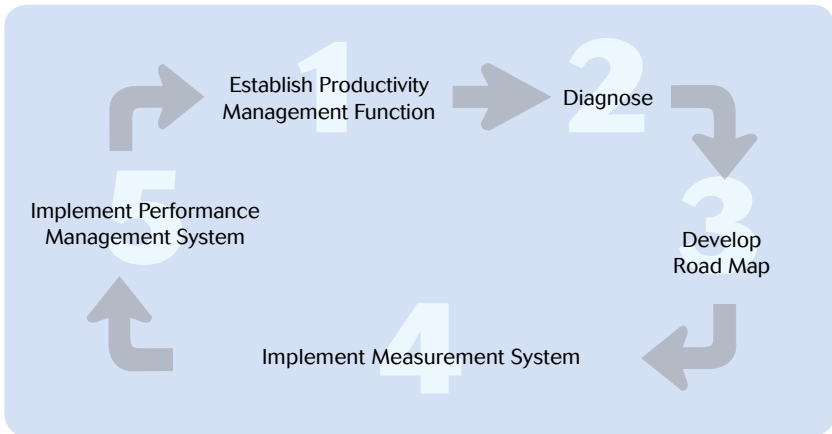 1
Establish Productivity
Management Function
2
Diagnose
3
Develop
Road Map
4
Implement Measurement System
5
Implement Performance
Management System